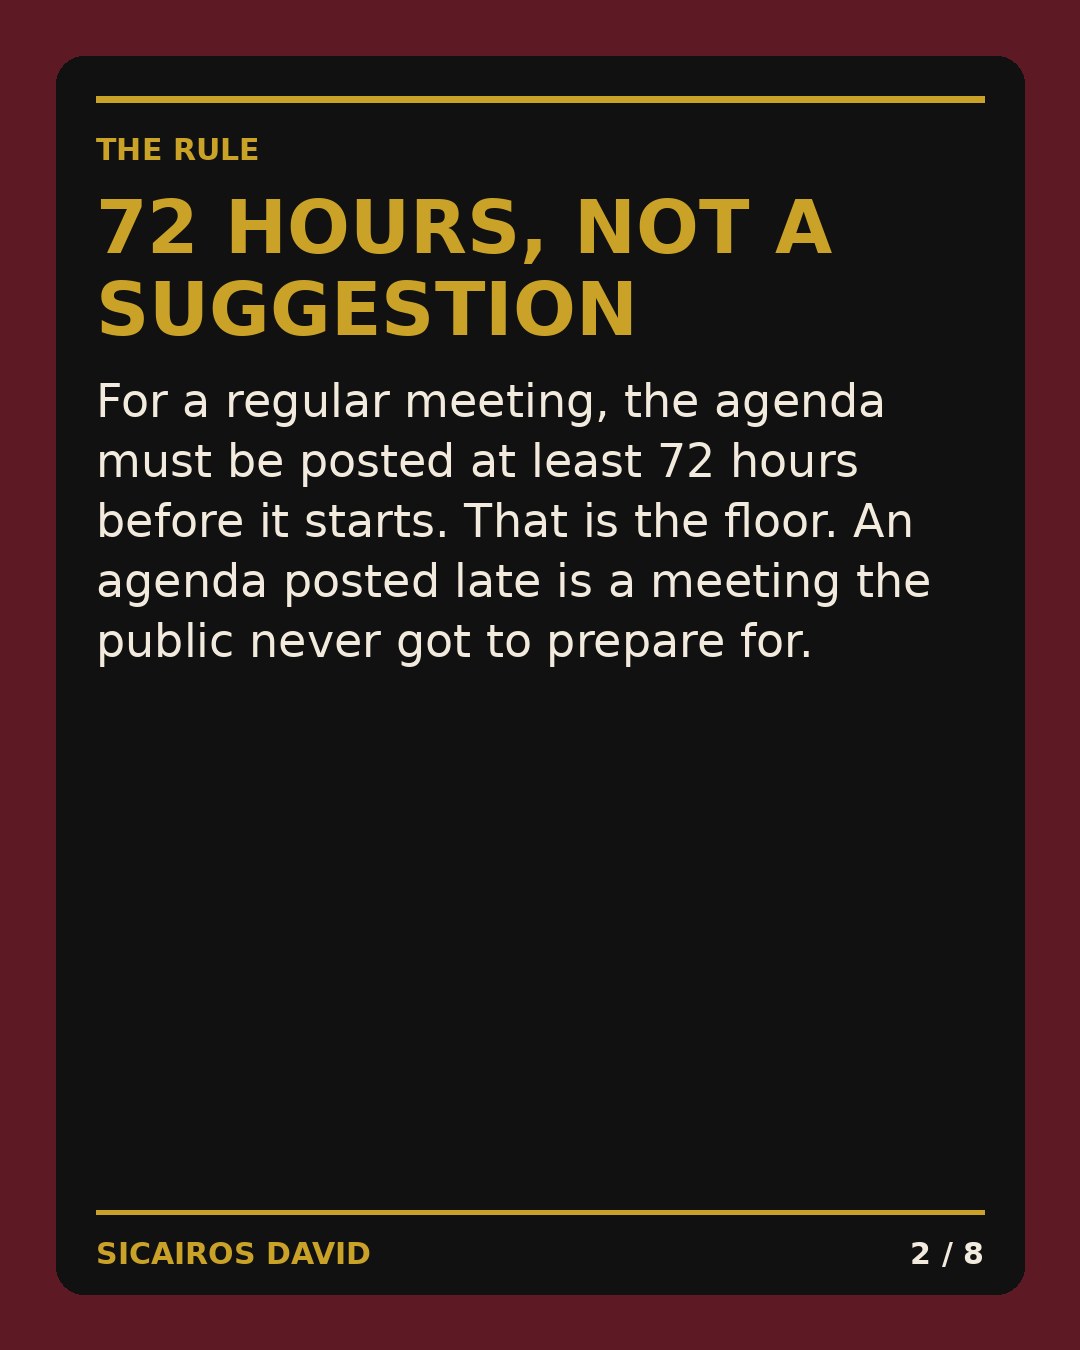 THE RULE
72 HOURS, NOT A
SUGGESTION
For a regular meeting, the agenda
must be posted at least 72 hours
before it starts. That is the floor. An
agenda posted late is a meeting the
public never got to prepare for.
SICAIROS DAVID
2 / 8